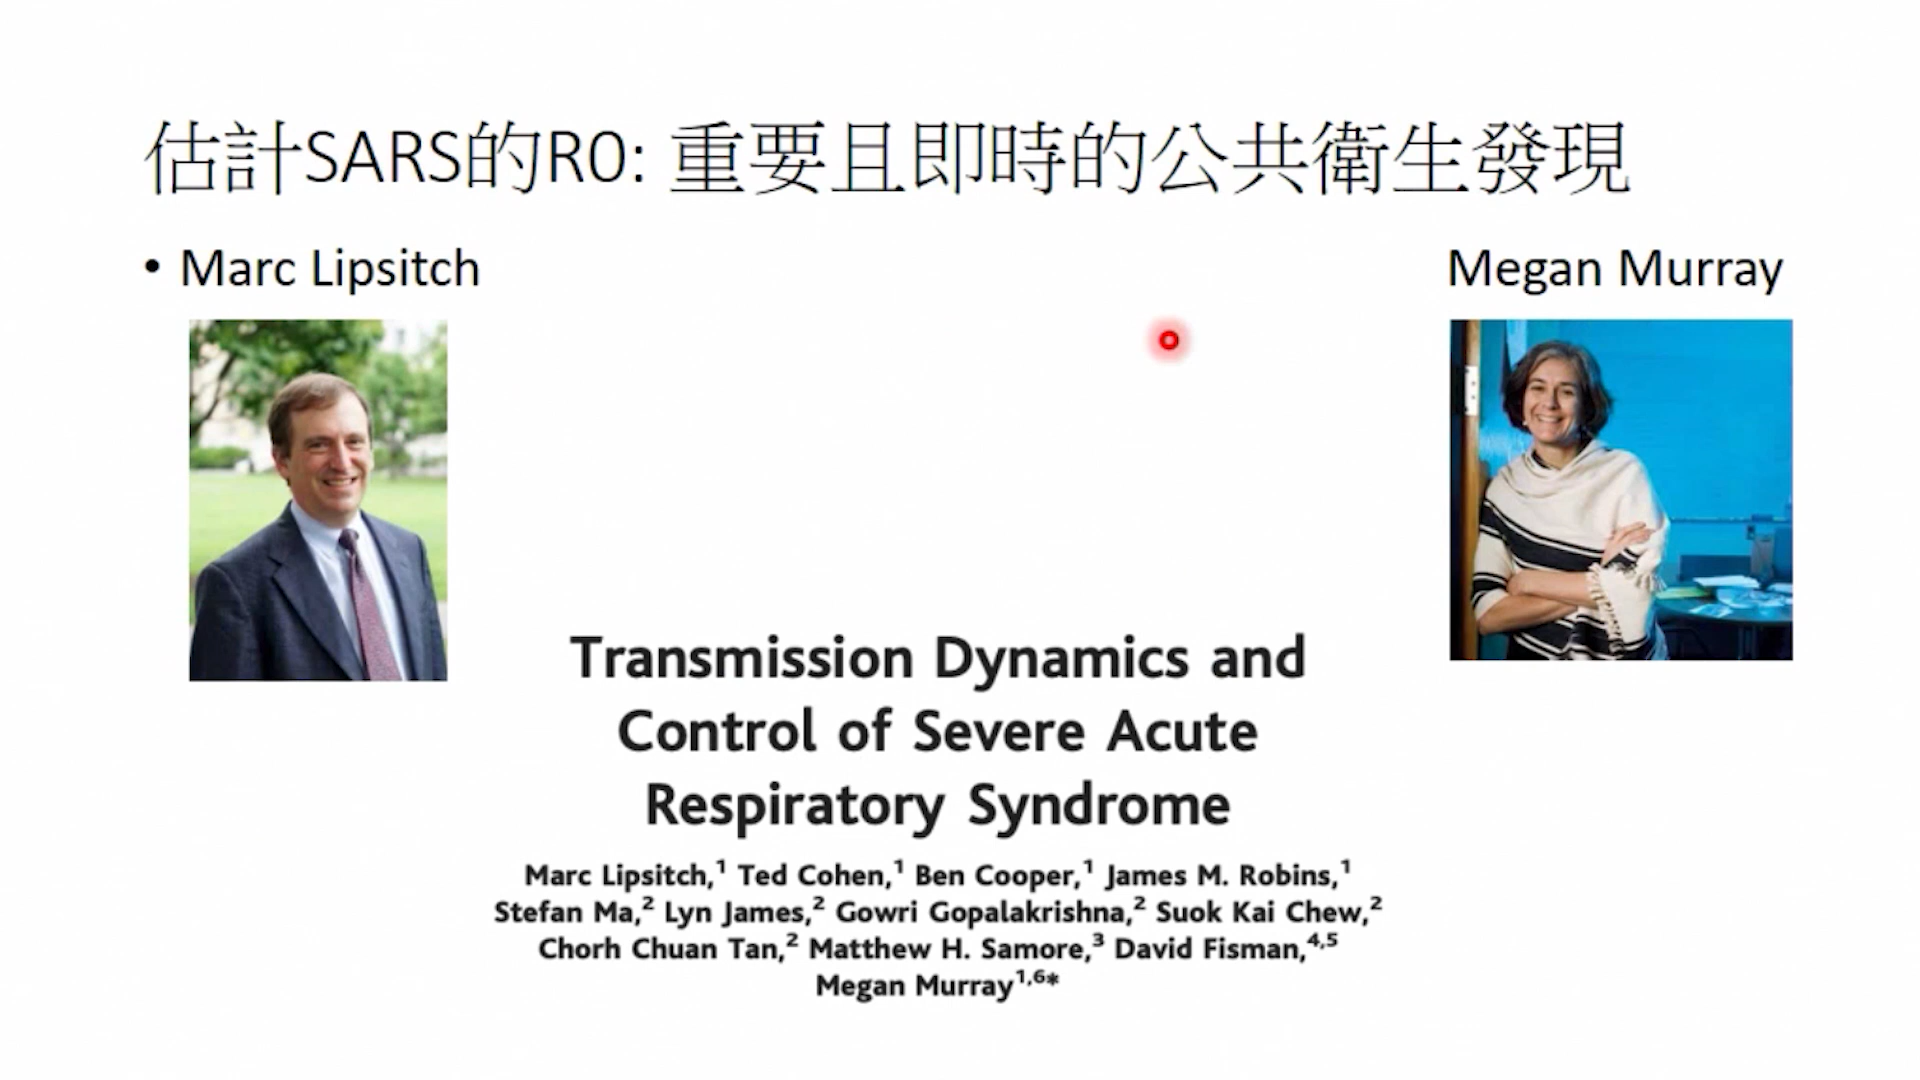 估計SARS的R0: 重要且即時的公共衛生發現
• Marc Lipsitch
Megan Murray
Transmission Dynamics and
Control of Severe Acute
Respiratory Syndrome
Marc Lipsitch,¹ Ted Cohen,¹ Ben Cooper,¹ James M. Robins,¹
Stefan Ma,² Lyn James,² Gowri Gopalakrishna,² Suok Kai Chew,²
Chorh Chuan Tan,² Matthew H. Samore,³ David Fisman,⁴,⁵
Megan Murray¹,⁶*